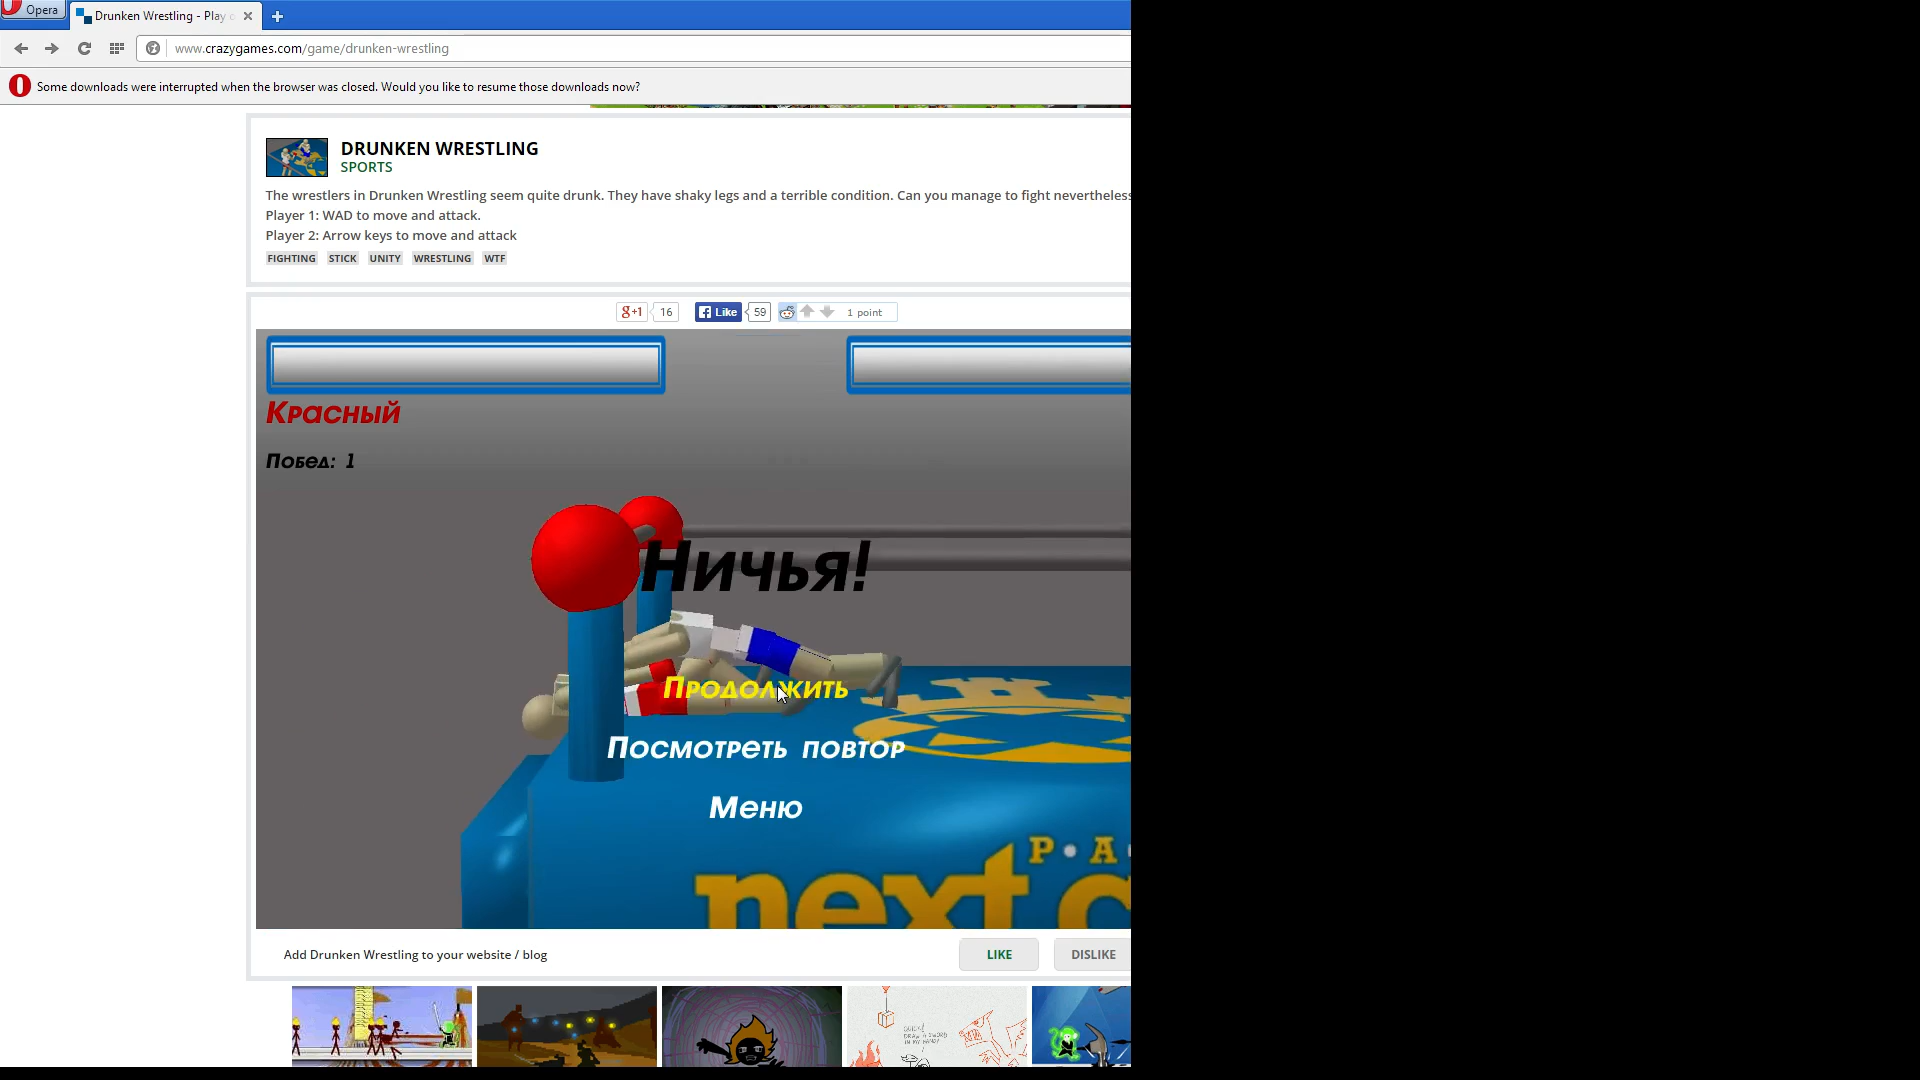 Opera
Drunken Wrestling - Play
www.crazygames.com/game/drunken-wrestling
Some downloads were interrupted when the browser was closed. Would you like to resume those downloads now?
DRUNKEN WRESTLING
SPORTS
The wrestlers in Drunken Wrestling seem quite drunk. They have shaky legs and a terrible condition. Can you manage to fight nevertheless
Player 1: WAD to move and attack.
Player 2: Arrow keys to move and attack
FIGHTING STICK UNITY WRESTLING WTF
g+1 16 Like 59 1 point
Красный
Побед: 1
Ничья!
Продолжить
Посмотреть повтор
Меню
P•A
next
Add Drunken Wrestling to your website / blog
LIKE DISLIKE